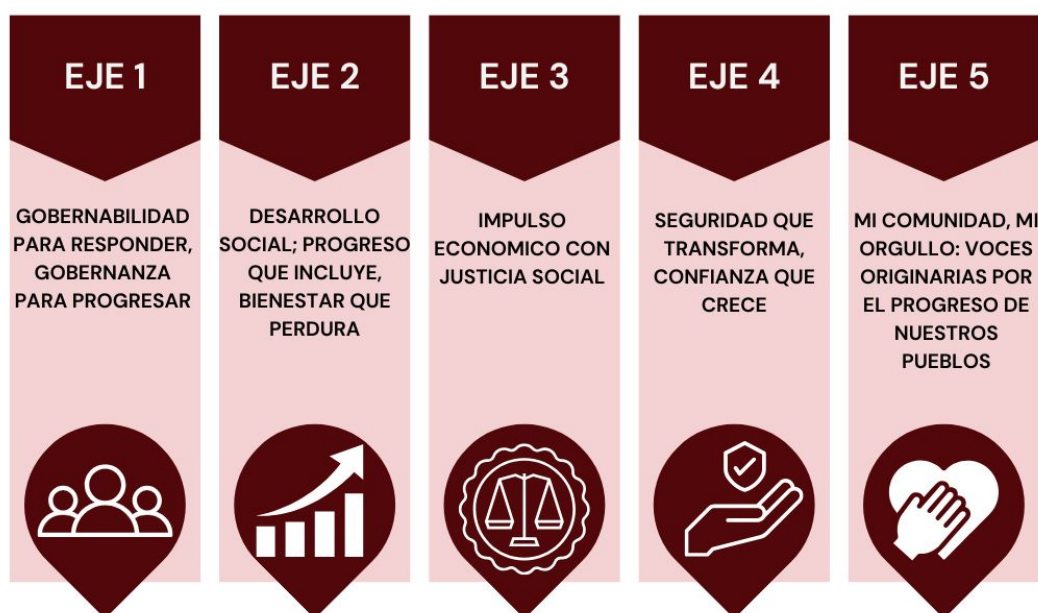 EJE 1
GOBERNABILIDAD
PARA RESPONDER,
GOBERNANZA
PARA PROGRESAR
EJE 2
DESARROLLO
SOCIAL; PROGRESO
QUE INCLUYE,
BIENESTAR QUE
PERDURA
EJE 3
IMPULSO
ECONOMICO CON
JUSTICIA SOCIAL
EJE 4
SEGURIDAD QUE
TRANSFORMA,
CONFIANZA QUE
CRECE
EJE 5
MI COMUNIDAD, MI
ORGULLO: VOCES
ORIGINARIAS POR
EL PROGRESO DE
NUESTROS
PUEBLOS